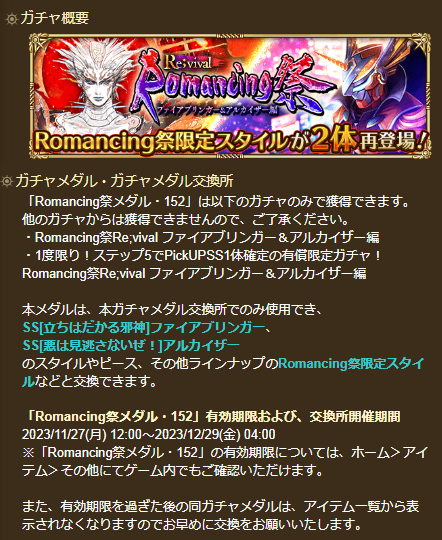 ガチャ概要
Re;vival
Romancing祭
ファイアブリンガー&アルカイザー編
Romancing祭限定スタイルが2体再登場!
ガチャメダル・ガチャメダル交換所
「Romancing祭メダル・152」は以下のガチャのみで獲得できます。
他のガチャからは獲得できませんので、ご了承ください。
・Romancing祭Re;vival ファイアブリンガー＆アルカイザー編
・1度限り！ステップ5でPickUPSS1体確定の有償限定ガチャ！
Romancing祭Re;vival ファイアブリンガー＆アルカイザー編
本メダルは、本ガチャメダル交換所でのみ使用でき、
SS[立ちはだかる邪神]ファイアブリンガー、
SS[悪は見逃さないぜ！]アルカイザー
のスタイルやピース、その他ラインナップのRomancing祭限定スタイ
ルなどと交換できます。
「Romancing祭メダル・152」有効期限および、交換所開催期間
2023/11/27(月) 12:00～2023/12/29(金) 04:00
※「Romancing祭メダル・152」の有効期限については、ホーム＞アイ
テム＞その他にてゲーム内でもご確認いただけます。
また、有効期限を過ぎた後の同ガチャメダルは、アイテム一覧から表
示されなくなりますのでお早めに交換をお願いいたします。